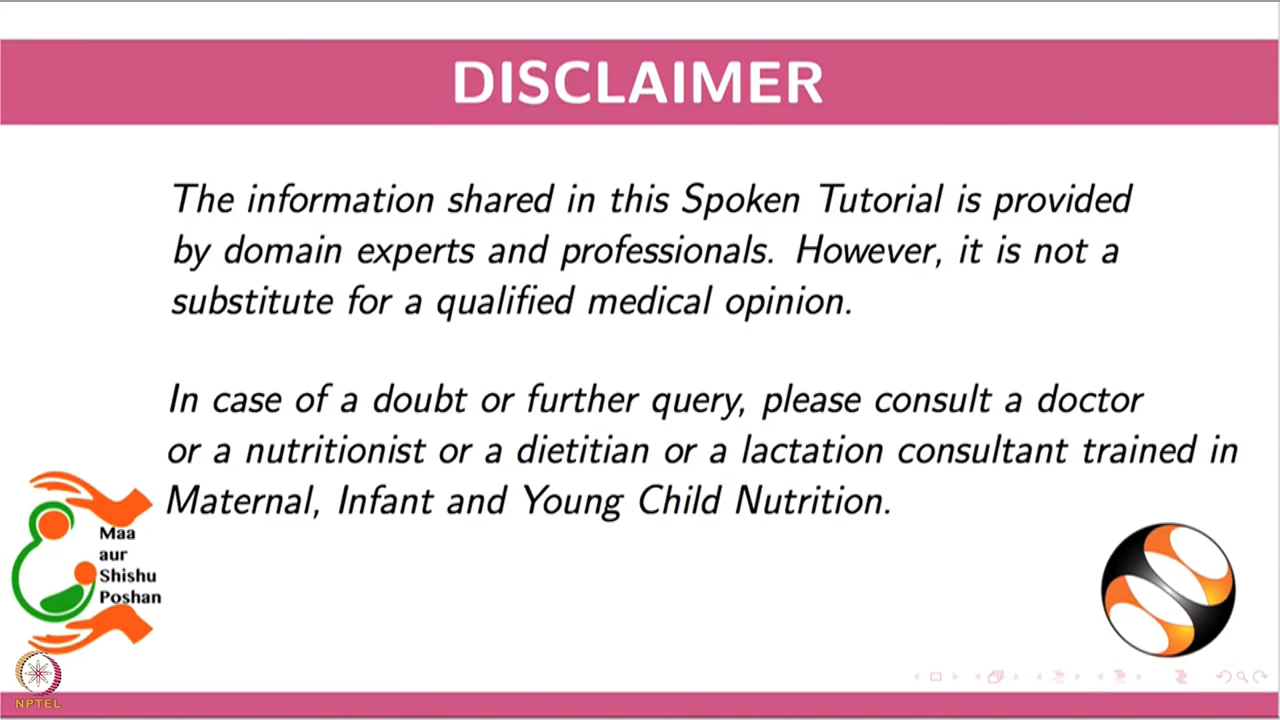 DISCLAIMER
The information shared in this Spoken Tutorial is provided
by domain experts and professionals. However, it is not a
substitute for a qualified medical opinion.
In case of a doubt or further query, please consult a doctor
or a nutritionist or a dietitian or a lactation consultant trained in
Maternal, Infant and Young Child Nutrition.
Maa
aur
Shishu
Poshan
NPTEL